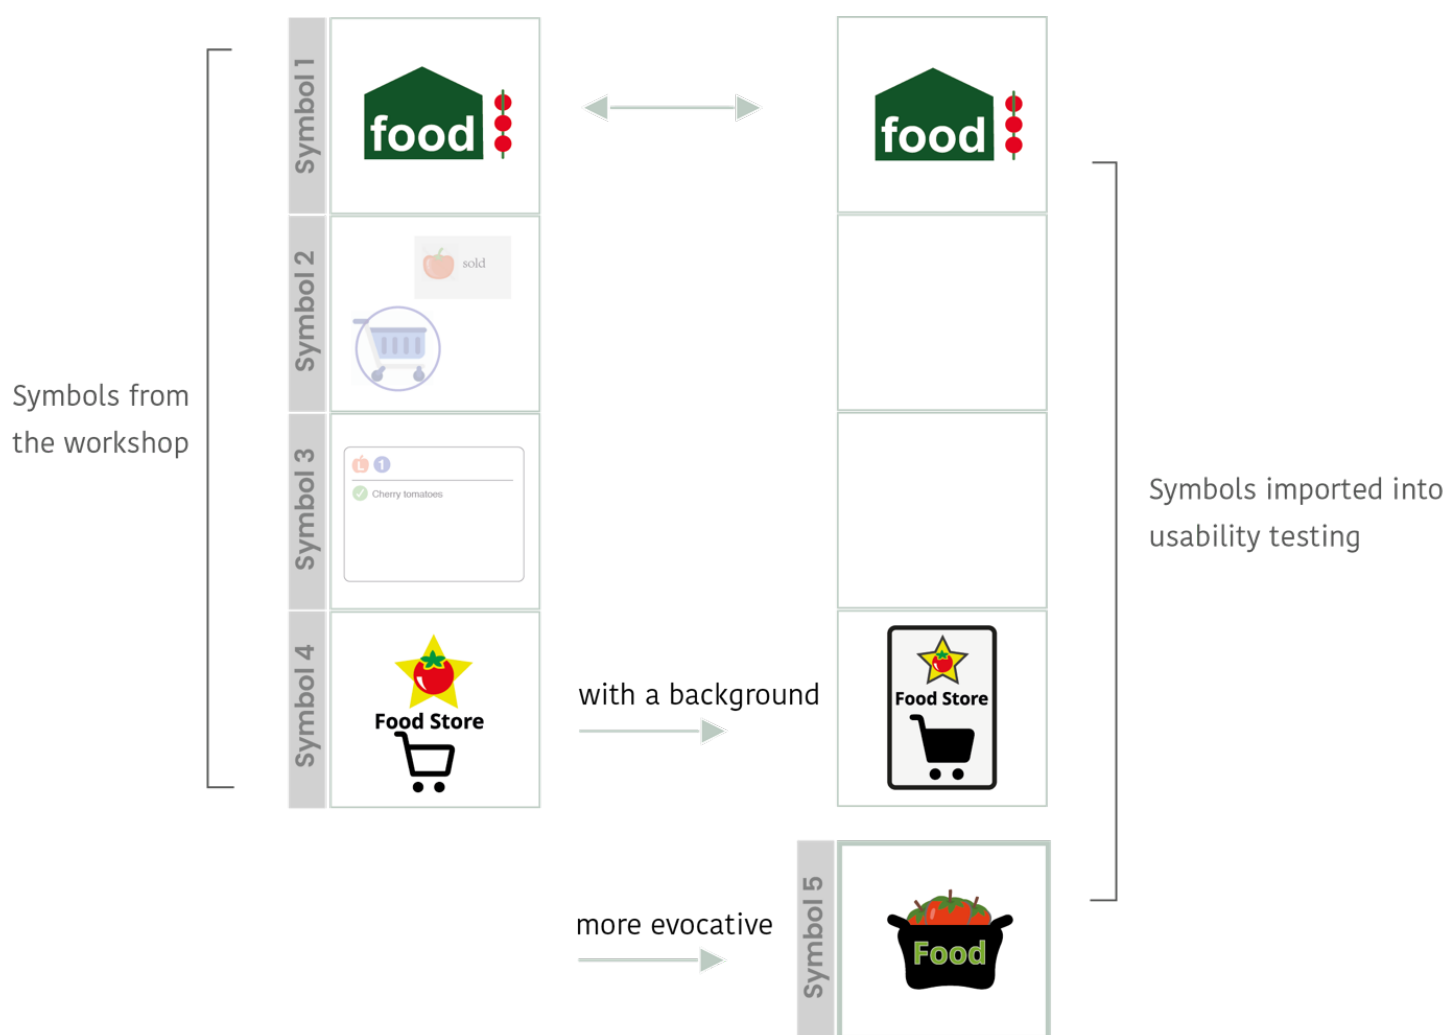 Symbol 1
food
food
Symbol 2
sold
Symbols from
the workshop
Symbol 3
L 1
Cherry tomatoes
Symbols imported into
usability testing
Symbol 4
Food Store
with a background
Food Store
more evocative
Symbol 5
Food